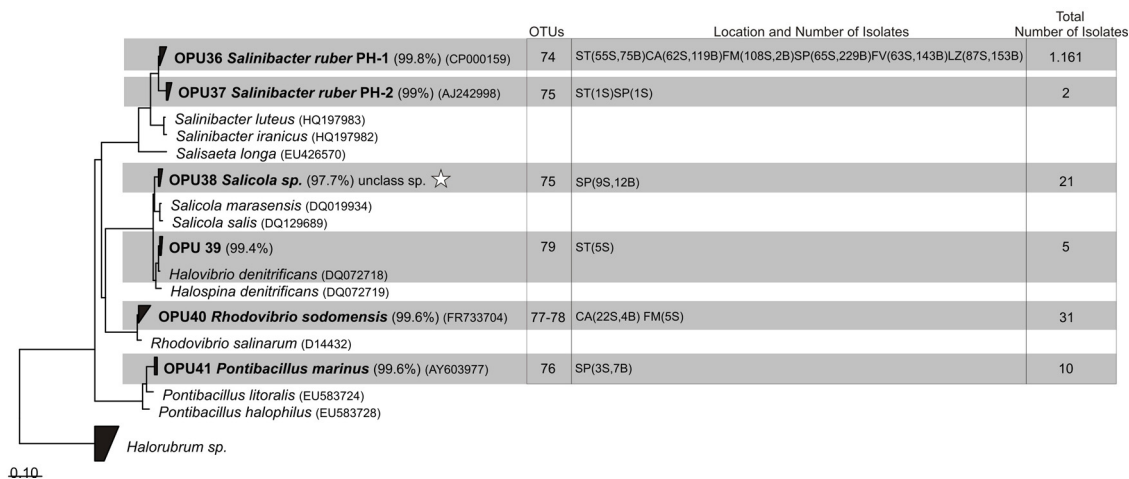 OTUs Location and Number of Isolates Total Number of Isolates
OPU36 Salinibacter ruber PH-1 (99.8%) (CP000159) 74 ST(55S,75B)CA(62S,119B)FM(108S,2B)SP(65S,229B)FV(63S,143B)LZ(87S,153B) 1.161
OPU37 Salinibacter ruber PH-2 (99%) (AJ242998) 75 ST(1S)SP(1S) 2
Salinibacter luteus (HQ197983)
Salinibacter iranicus (HQ197982)
Salisaeta longa (EU426570)
OPU38 Salicola sp. (97.7%) unclass sp. 75 SP(9S,12B) 21
Salicola marasensis (DQ019934)
Salicola salis (DQ129689)
OPU 39 (99.4%) 79 ST(5S) 5
Halovibrio denitrificans (DQ072718)
Halospina denitrificans (DQ072719)
OPU40 Rhodovibrio sodomensis (99.6%) (FR733704) 77-78 CA(22S,4B) FM(5S) 31
Rhodovibrio salinarum (D14432)
OPU41 Pontibacillus marinus (99.6%) (AY603977) 76 SP(3S,7B) 10
Pontibacillus litoralis (EU583724)
Pontibacillus halophilus (EU583728)
Halorubrum sp.
0.10